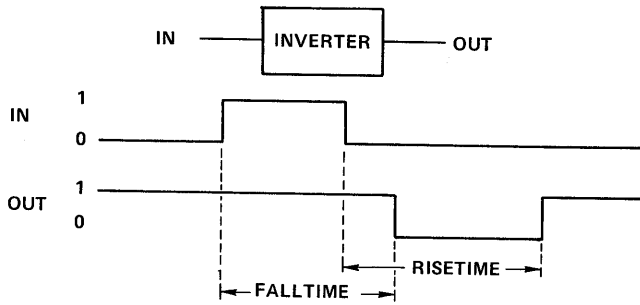 IN INVERTER OUT
IN 1
0
OUT 1
0
RISETIME
FALLTIME